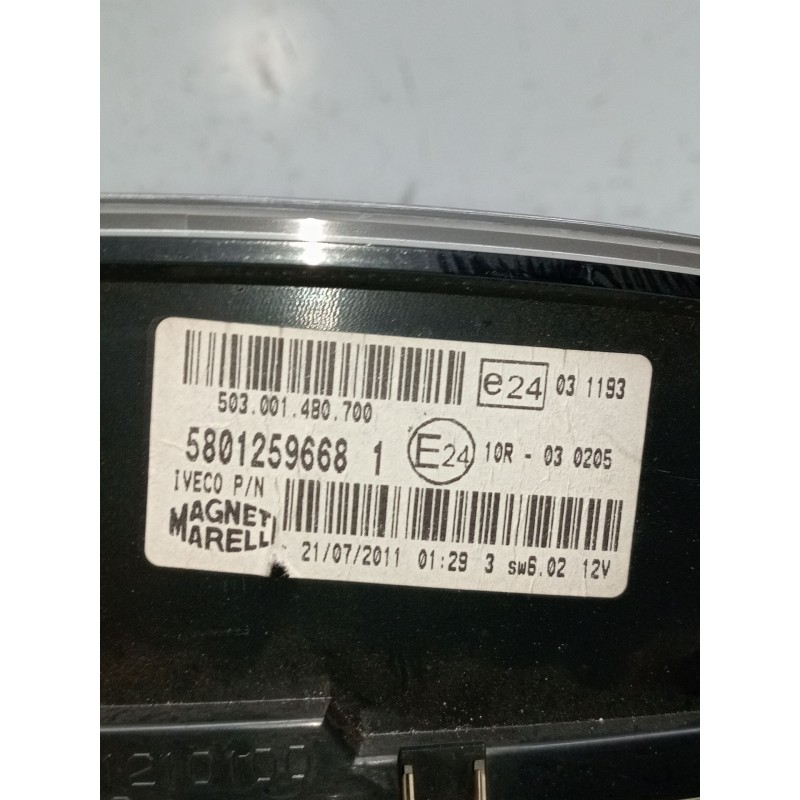 e24 03 1193
503.001.480.700
5801259668 1 E24 10R - 03 0205
IVECO P/N
MAGNETI
MARELLI
21/07/2011 01:29 3 sw6.02 12V
1210100